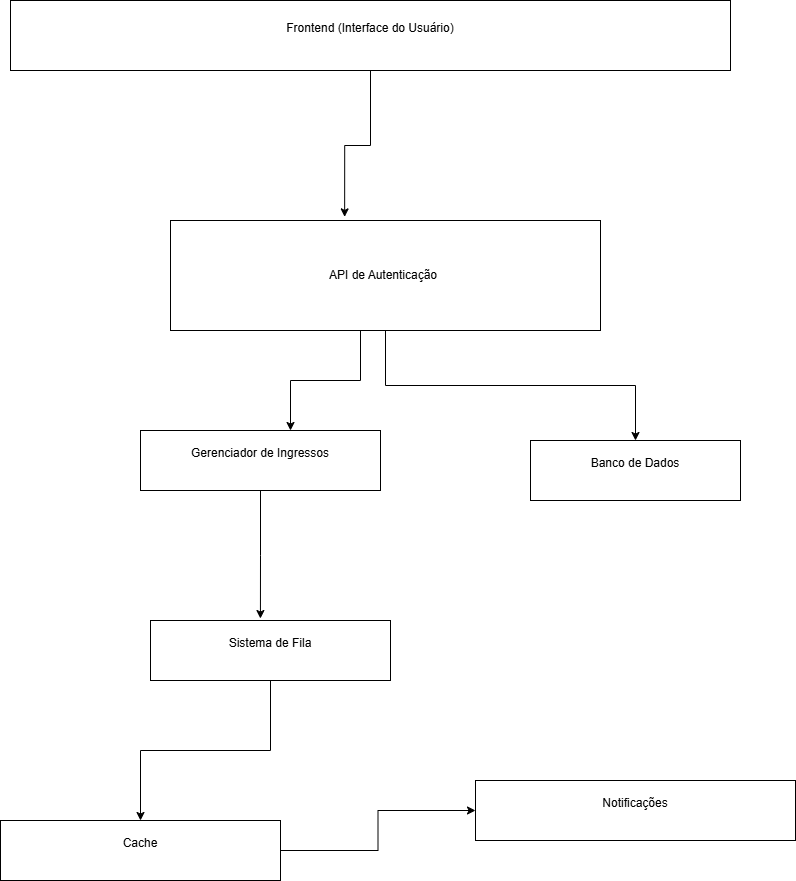 Frontend (Interface do Usuário)
API de Autenticação
Gerenciador de Ingressos
Banco de Dados
Sistema de Fila
Notificações
Cache